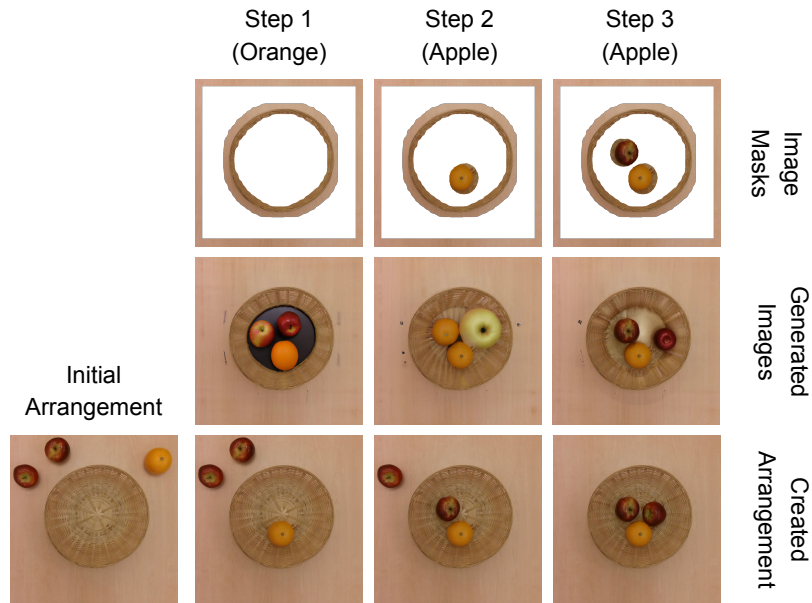 Step 1
(Orange)
Step 2
(Apple)
Step 3
(Apple)
Image
Masks
Generated
Images
Initial
Arrangement
Created
Arrangement